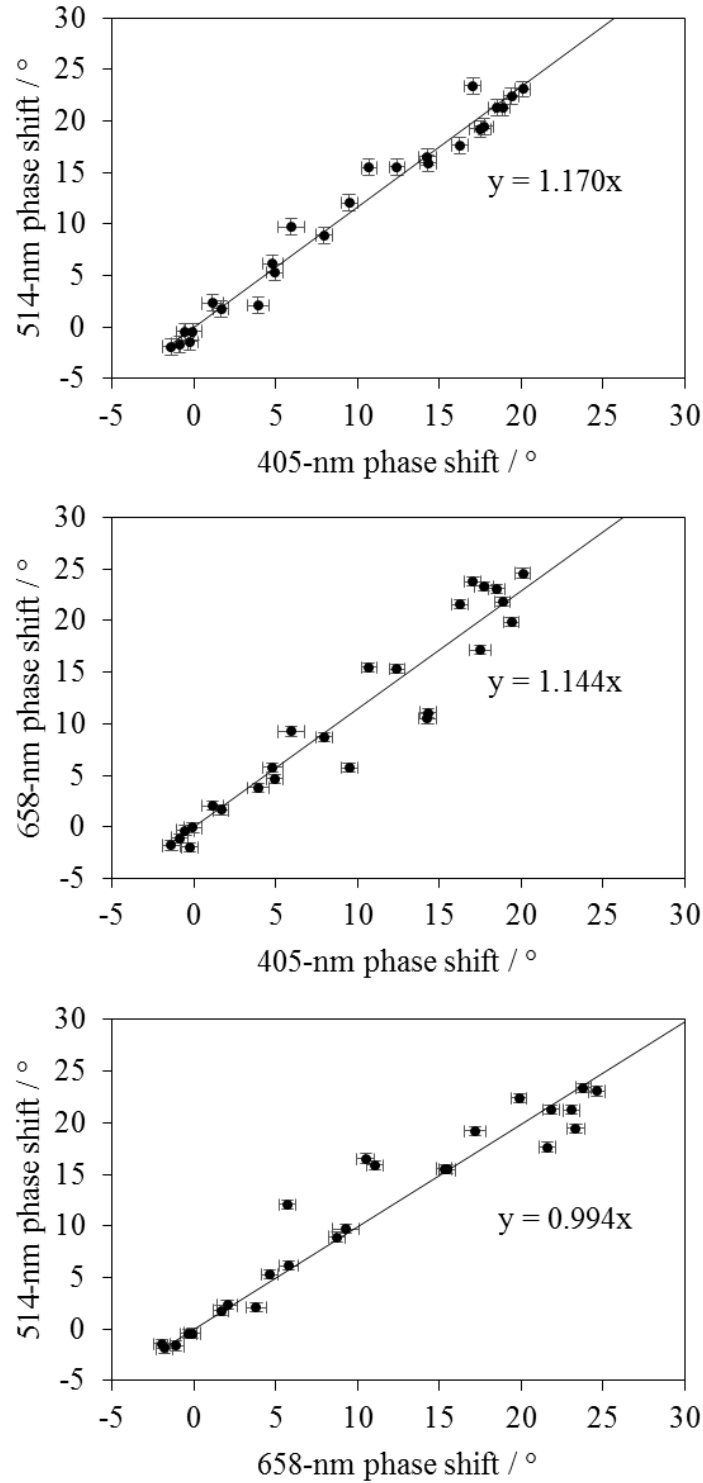 514-nm phase shift / °
30
25
20
15
10
5
0
-5
y = 1.170x
-5 0 5 10 15 20 25 30
405-nm phase shift / °
658-nm phase shift / °
30
25
20
15
10
5
0
-5
y = 1.144x
-5 0 5 10 15 20 25 30
405-nm phase shift / °
514-nm phase shift / °
30
25
20
15
10
5
0
-5
y = 0.994x
-5 0 5 10 15 20 25 30
658-nm phase shift / °